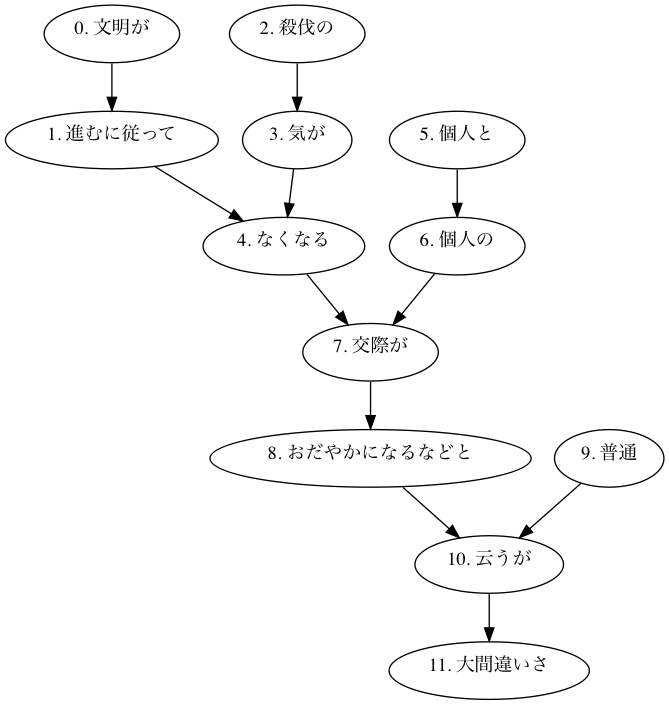 0. 文明が
2. 殺伐の
1. 進むに従って
3. 気が
5. 個人と
4. なくなる
6. 個人の
7. 交際が
8. おだやかになるなどと
9. 普通
10. 云うが
11. 大間違いさ